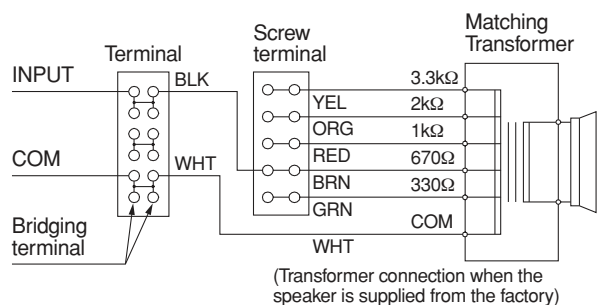 Matching
Transformer
Screw
terminal
Terminal
INPUT
BLK
3.3kΩ
YEL
2kΩ
ORG
1kΩ
COM
WHT
RED
670Ω
BRN
330Ω
GRN
COM
Bridging
terminal
WHT
(Transformer connection when the
speaker is supplied from the factory)